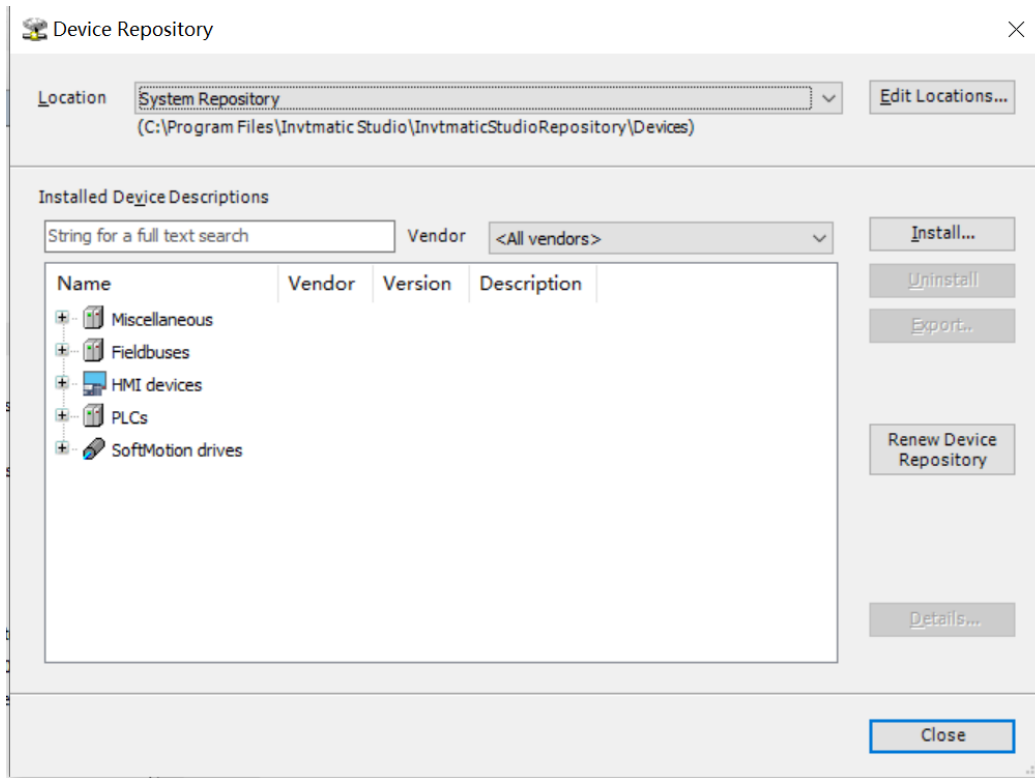 Device Repository
Location System Repository Edit Locations...
(C:\Program Files\Invtmatic Studio\InvtmaticStudioRepository\Devices)
Installed Device Descriptions
String for a full text search Vendor <All vendors> Install...
Name Vendor Version Description Uninstall
Miscellaneous Export..
Fieldbuses
HMI devices
PLCs
SoftMotion drives
Renew Device
Repository
Details...
Close